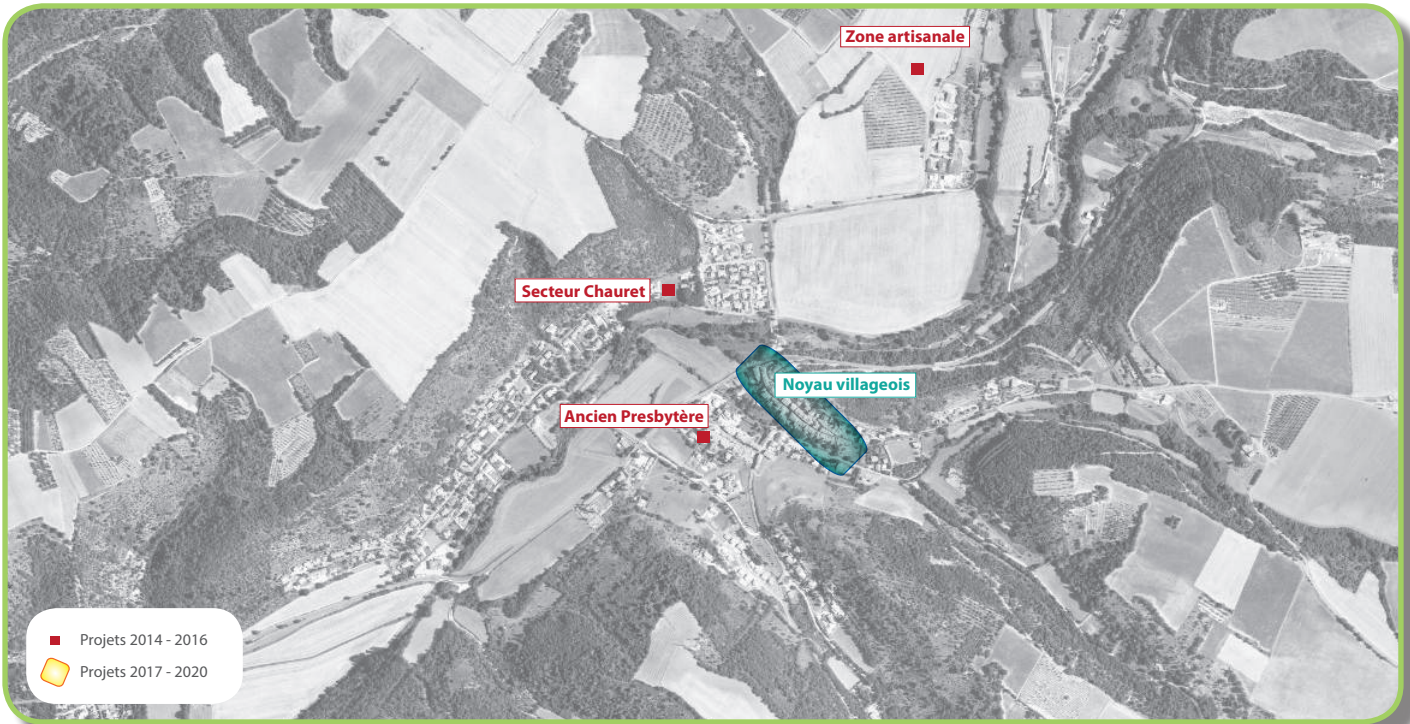 Zone artisanale
Secteur Chauret
Noyau villageois
Ancien Presbytère
Projets 2014 - 2016
Projets 2017 - 2020